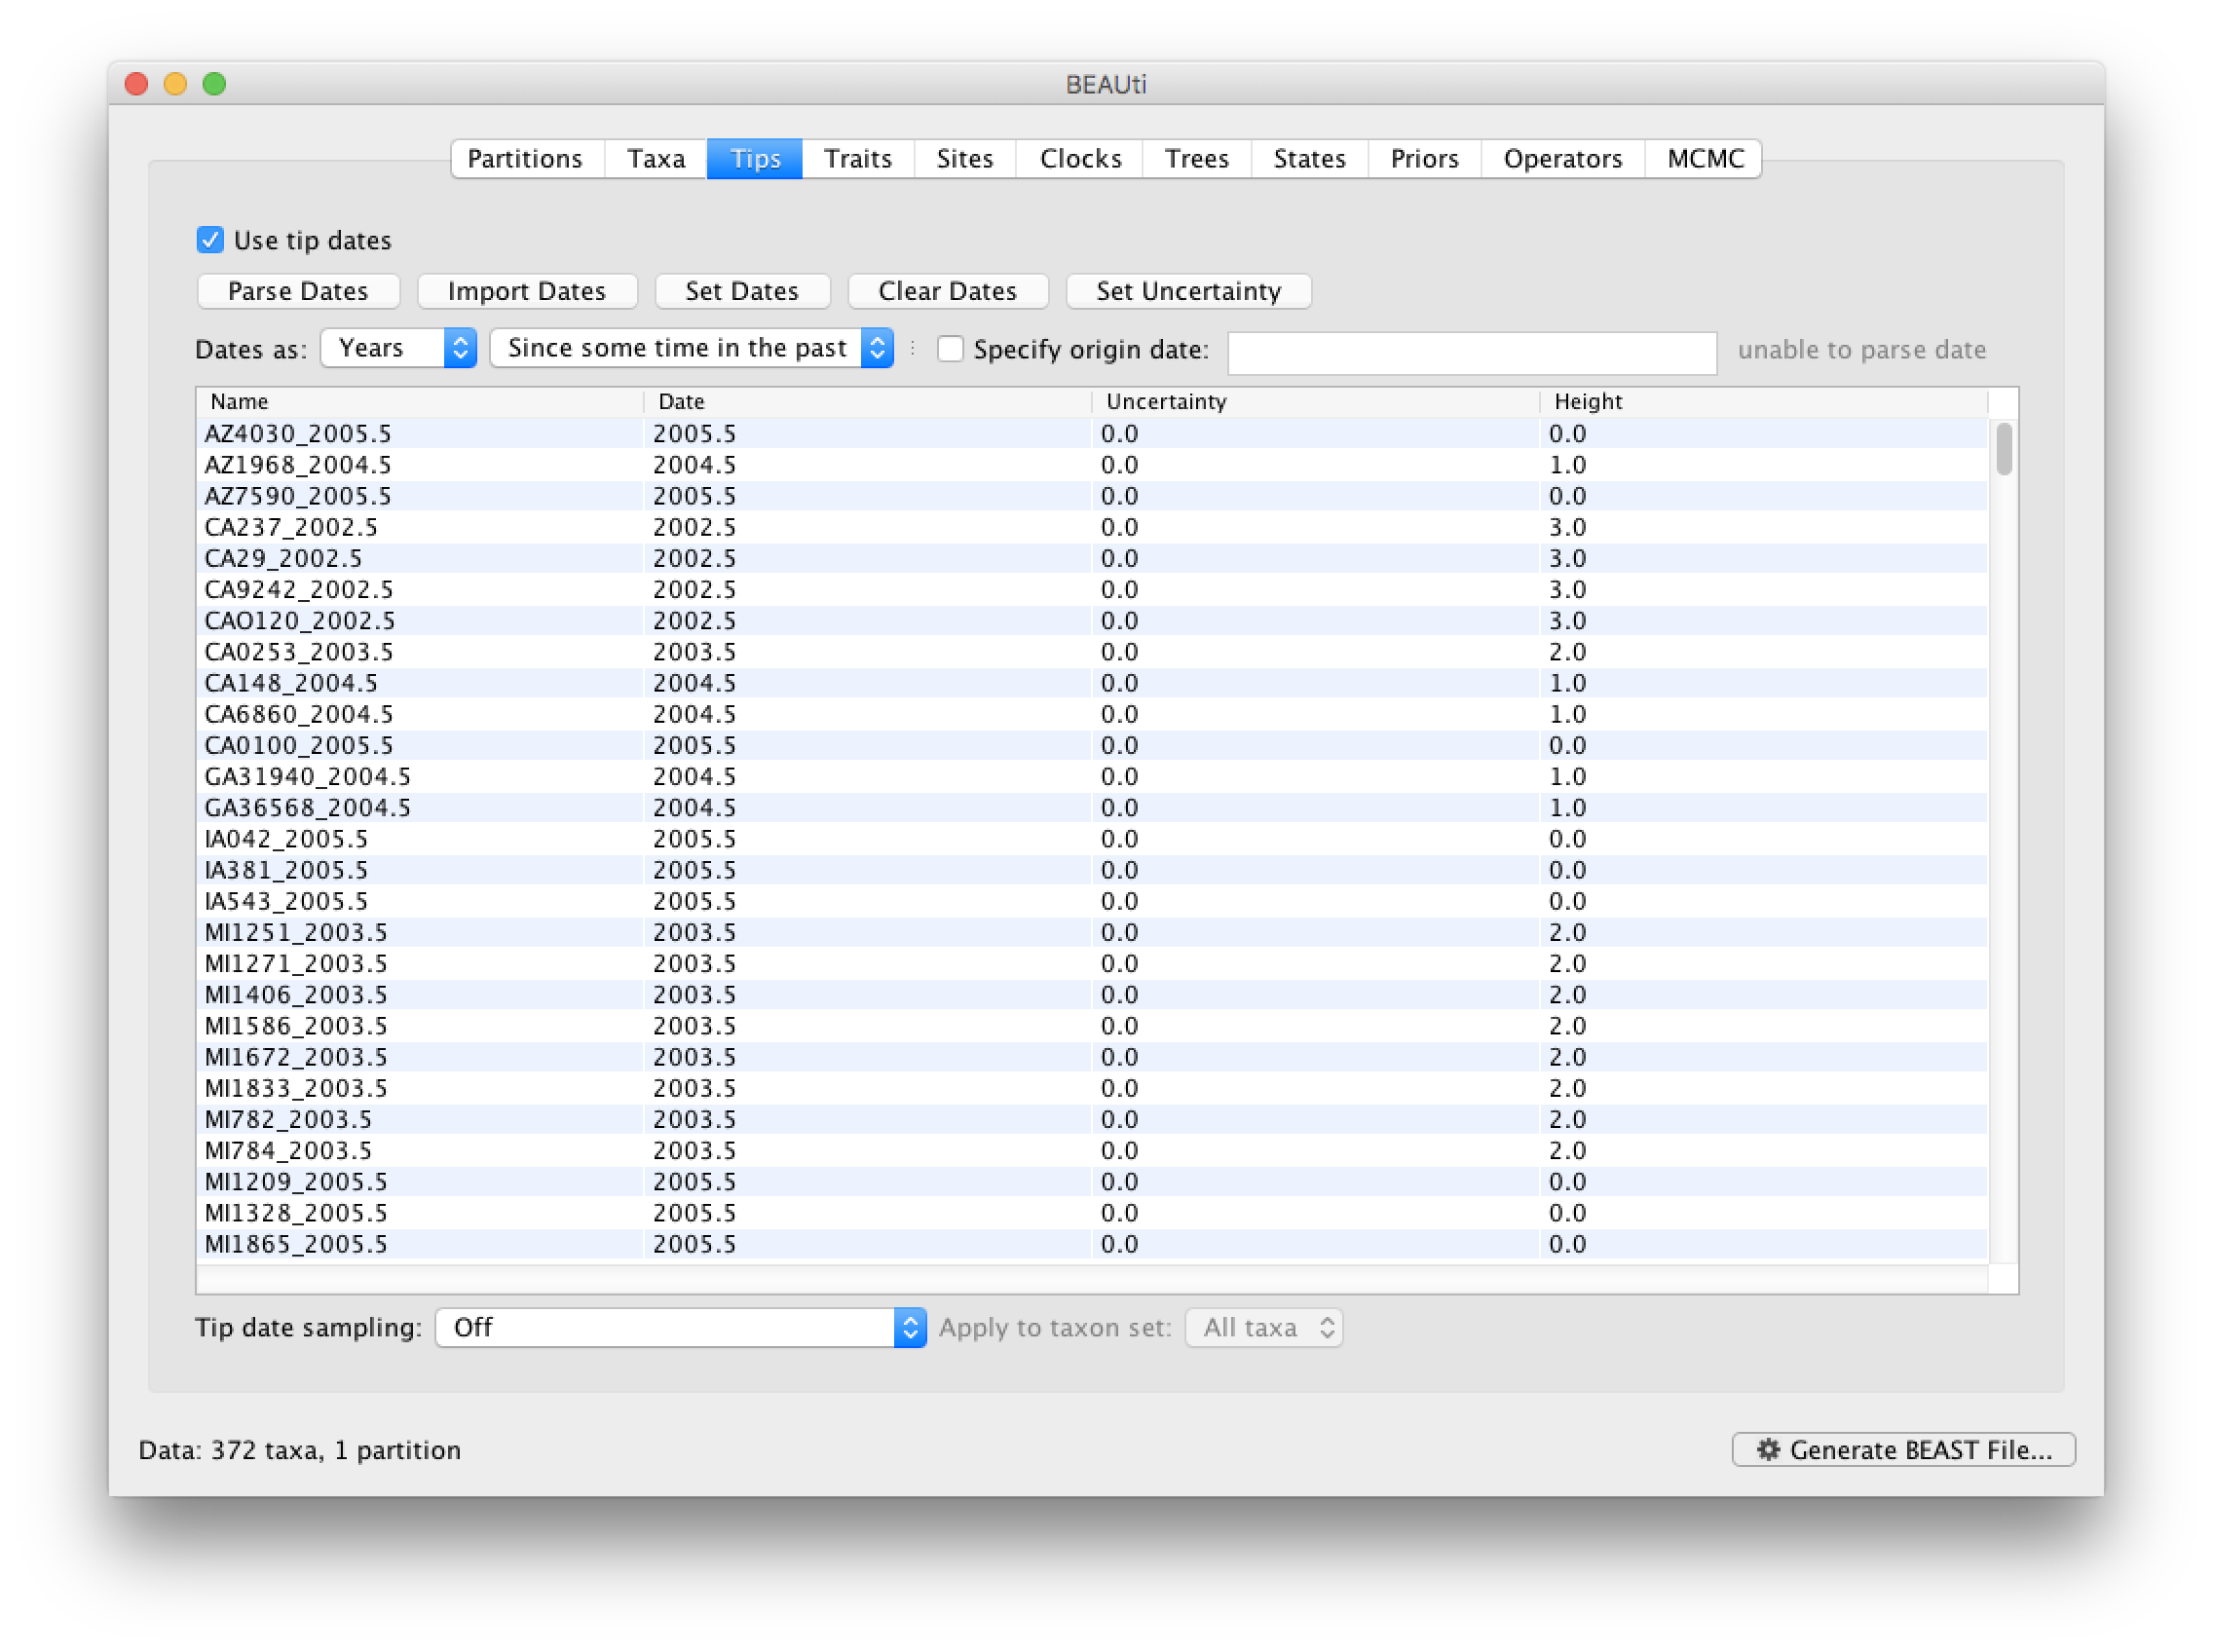 BEAUti
Partitions Taxa Tips Traits Sites Clocks Trees States Priors Operators MCMC
Use tip dates
Parse Dates Import Dates Set Dates Clear Dates Set Uncertainty
Dates as: Years Since some time in the past Specify origin date: unable to parse date
Name Date Uncertainty Height
AZ4030_2005.5 2005.5 0.0 0.0
AZ1968_2004.5 2004.5 0.0 1.0
AZ7590_2005.5 2005.5 0.0 0.0
CA237_2002.5 2002.5 0.0 3.0
CA29_2002.5 2002.5 0.0 3.0
CA9242_2002.5 2002.5 0.0 3.0
CAO120_2002.5 2002.5 0.0 3.0
CA0253_2003.5 2003.5 0.0 2.0
CA148_2004.5 2004.5 0.0 1.0
CA6860_2004.5 2004.5 0.0 1.0
CA0100_2005.5 2005.5 0.0 0.0
GA31940_2004.5 2004.5 0.0 1.0
GA36568_2004.5 2004.5 0.0 1.0
IA042_2005.5 2005.5 0.0 0.0
IA381_2005.5 2005.5 0.0 0.0
IA543_2005.5 2005.5 0.0 0.0
MI1251_2003.5 2003.5 0.0 2.0
MI1271_2003.5 2003.5 0.0 2.0
MI1406_2003.5 2003.5 0.0 2.0
MI1586_2003.5 2003.5 0.0 2.0
MI1672_2003.5 2003.5 0.0 2.0
MI1833_2003.5 2003.5 0.0 2.0
MI782_2003.5 2003.5 0.0 2.0
MI784_2003.5 2003.5 0.0 2.0
MI1209_2005.5 2005.5 0.0 0.0
MI1328_2005.5 2005.5 0.0 0.0
MI1865_2005.5 2005.5 0.0 0.0
Tip date sampling: Off Apply to taxon set: All taxa
Data: 372 taxa, 1 partition Generate BEAST File...